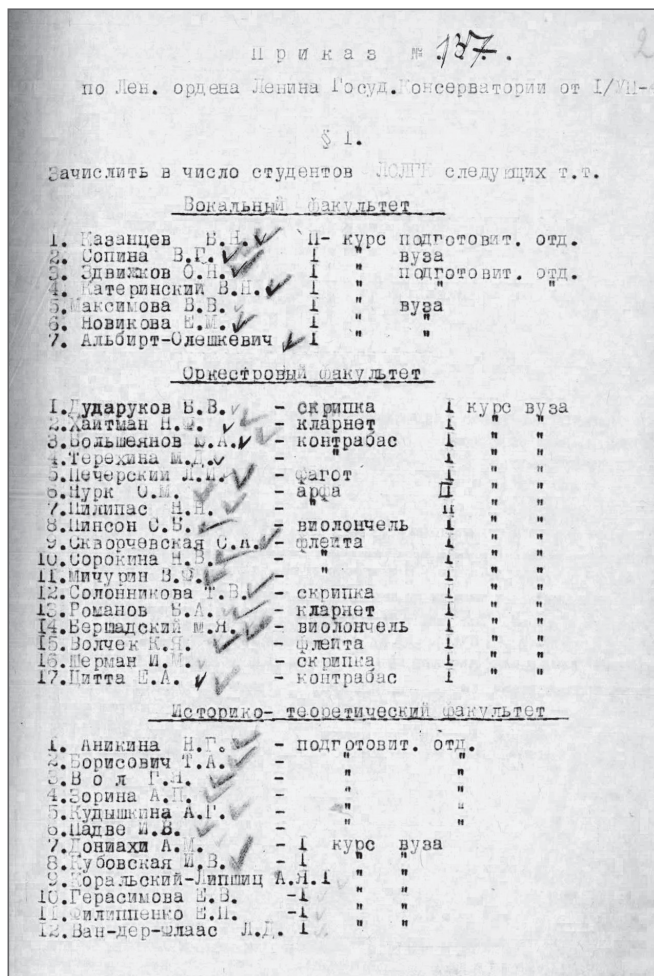 Приказ № 137.
2
по Лен. ордена Ленина Госуд.Консерватории от I/VII-
§ 1.
Зачислить в число студентов ЛОЛГК следующих т.т.
Вокальный факультет
1. Казанцев Б.Н. II- курс подготовит. отд.
2. Сопина В.Г. I " вуза
3. Здвижков О.Н. I " подготовит. отд.
4. Катеринский В.Н. I " " "
5. Максимова В.В. I " вуза
6. Новикова Е.М. I " "
7. Альбирт-Олешкевич I " "
Оркестровый факультет
I. Дударуков Б.В. - скрипка I курс вуза
2. Хайтман - кларнет I " "
3. Большеянов - контрабас I " "
4. Терехина М.Д. - " I " "
5. Печерский - фагот I " "
6. Нурк О.М. - арфа II " "
7. Пилипас Н.Н. " II " "
8. Пинсон С.Б. - виолончель I " "
9. Скворчевская С.А. - флейта I " "
10. Сорокина Н.В. - " I " "
11. Мичурин - " I " "
12. Солонникова Т.В. - скрипка I " "
13. Романов Б.А. - кларнет I " "
14. Бершадский М.Я. - виолончель I " "
15. Волчек К.Я. - флейта I " "
16. Шерман И.М. - скрипка I " "
17. Цитта Е.А. - контрабас I " "
Историко- теоретический факультет
1. Аникина Н.Г. - подготовит. отд.
2. Борисович Т.А. - " "
3. В о л Г.Я. - " "
4. Зорина А.П. - " "
5. Кудышкина А.Г. - " "
6. Падве И.В. - " "
7. Дониахи А.М. - I курс вуза
8. Кубовская И.В. -I " "
9. Коральский-Липшиц А.Я.I " "
10. Герасимова Е.В. -I " "
11. Филиппенко Е.П. -I " "
12. Ван-дер-Флаас Л.Д. I " "